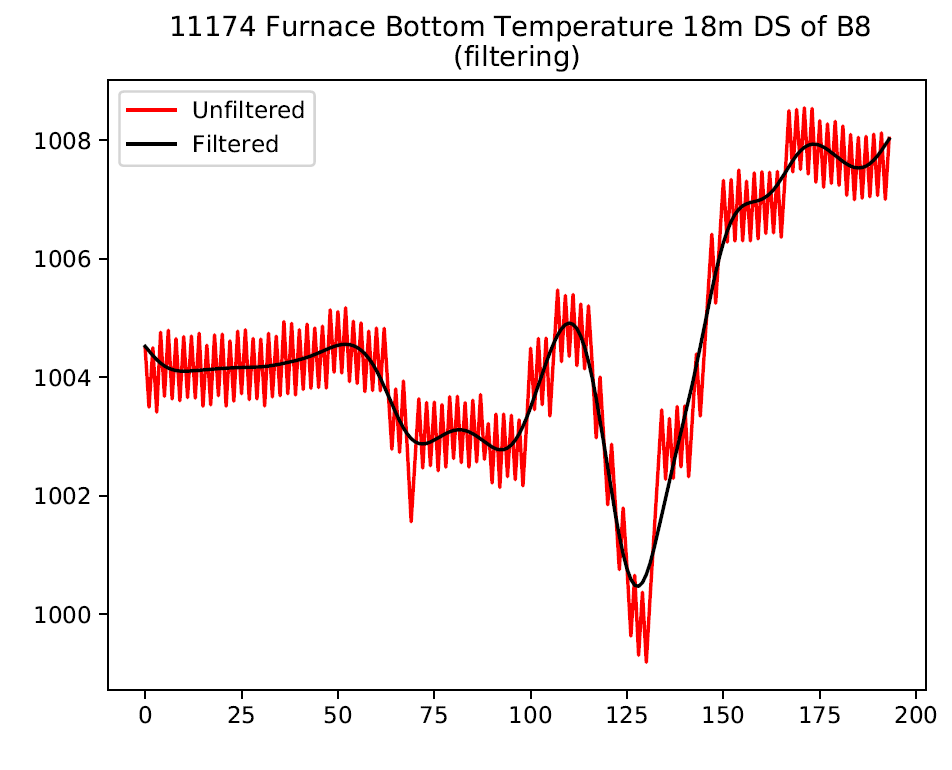 11174 Furnace Bottom Temperature 18m DS of B8
(filtering)
Unfiltered
Filtered
1008
1006
1004
1002
1000
0 25 50 75 100 125 150 175 200